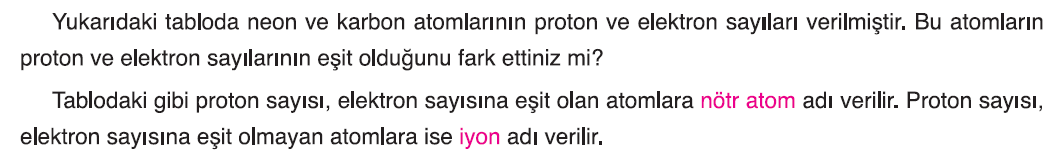 Yukarıdaki tabloda neon ve karbon atomlarının proton ve elektron sayıları verilmiştir. Bu atomların
proton ve elektron sayılarının eşit olduğunu fark ettiniz mi?
Tablodaki gibi proton sayısı, elektron sayısına eşit olan atomlara nötr atom adı verilir. Proton sayısı,
elektron sayısına eşit olmayan atomlara ise iyon adı verilir.